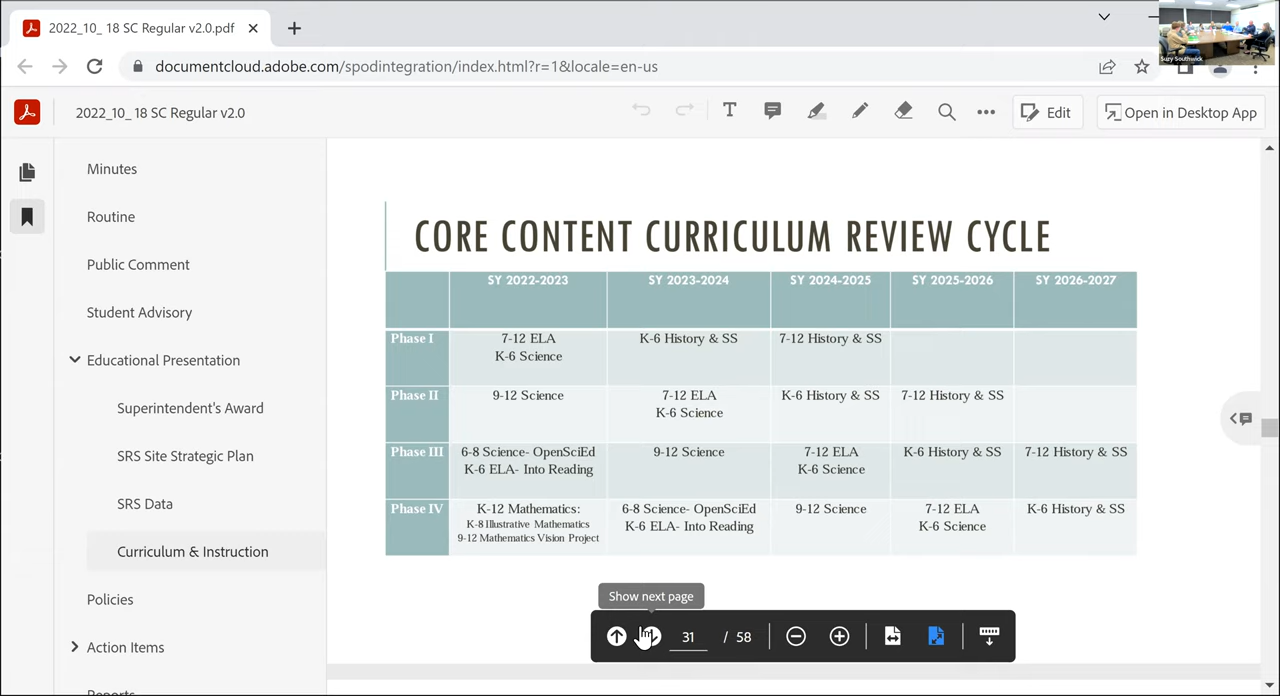 2022_10_ 18 SC Regular v2.0.pdf
documentcloud.adobe.com/spodintegration/index.html?r=1&locale=en-us
Suzy Southwick
2022_10_ 18 SC Regular v2.0
Edit
Open in Desktop App
Minutes
Routine
Public Comment
Student Advisory
Educational Presentation
Superintendent's Award
SRS Site Strategic Plan
SRS Data
Curriculum & Instruction
Policies
Action Items
Reports
CORE CONTENT CURRICULUM REVIEW CYCLE
SY 2022-2023 SY 2023-2024 SY 2024-2025 SY 2025-2026 SY 2026-2027
Phase I 7-12 ELA K-6 History & SS 7-12 History & SS
K-6 Science
Phase II 9-12 Science 7-12 ELA K-6 History & SS 7-12 History & SS
K-6 Science
Phase III 6-8 Science- OpenSciEd 9-12 Science 7-12 ELA K-6 History & SS 7-12 History & SS
K-6 ELA- Into Reading K-6 Science
Phase IV K-12 Mathematics: 6-8 Science- OpenSciEd 9-12 Science 7-12 ELA K-6 History & SS
K-8 Illustrative Mathematics K-6 ELA- Into Reading K-6 Science
9-12 Mathematics Vision Project
Show next page
31 / 58